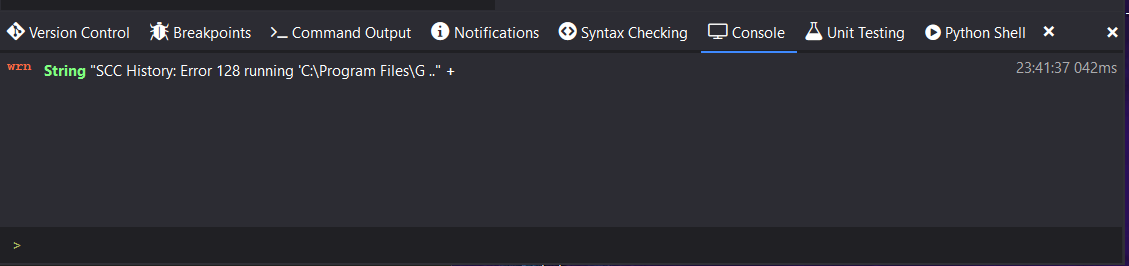 Version Control Breakpoints Command Output Notifications Syntax Checking Console Unit Testing Python Shell
wrn String "SCC History: Error 128 running 'C:\Program Files\G .." + 23:41:37 042ms
>